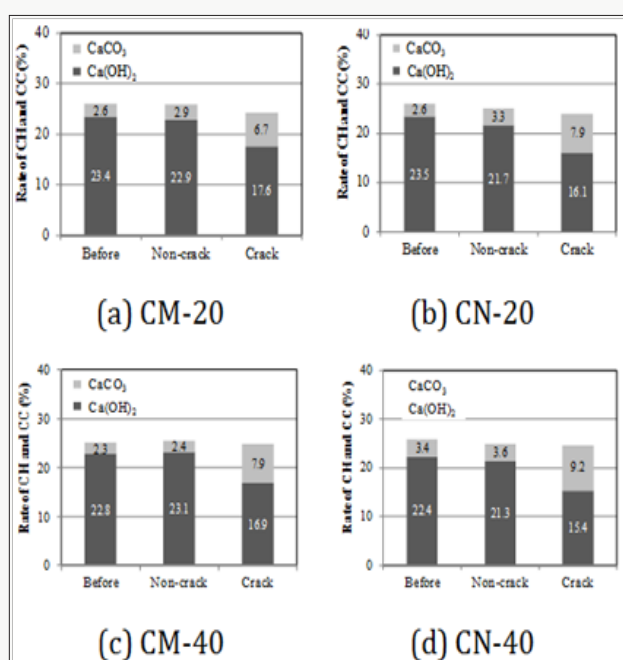 Rate of CH and CC (%)
40
30
20
10
0
CaCO3
Ca(OH)2
2.6
2.9
6.7
23.4
22.9
17.6
Before Non-crack Crack
(a) CM-20
Rate of CH and CC (%)
40
30
20
10
0
CaCO3
Ca(OH)2
2.6
3.3
7.9
23.5
21.7
16.1
Before Non-crack Crack
(b) CN-20
Rate of CH and CC (%)
40
30
20
10
0
CaCO3
Ca(OH)2
2.3
2.4
7.9
22.8
23.1
16.9
Before Non-crack Crack
(c) CM-40
Rate of CH and CC (%)
40
30
20
10
0
CaCO3
Ca(OH)2
3.4
3.6
9.2
22.4
21.3
15.4
Before Non-crack Crack
(d) CN-40